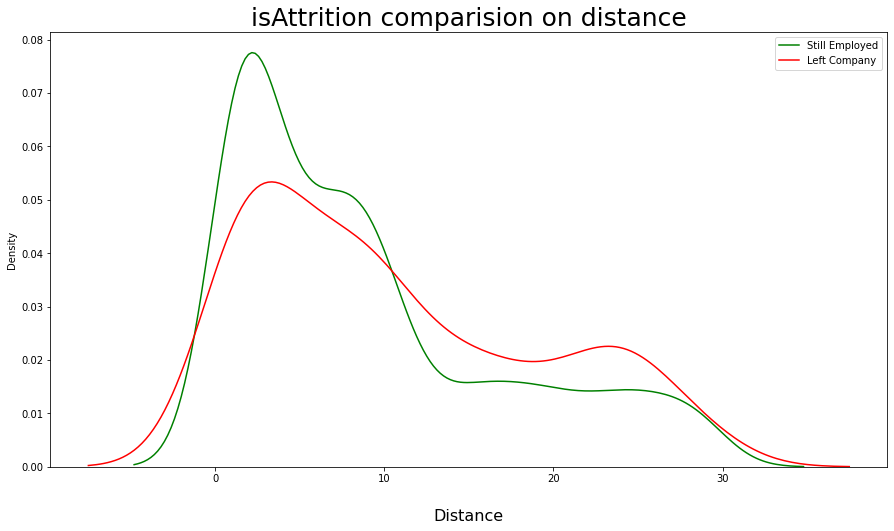 isAttrition comparision on distance
Still Employed
Left Company
0.08
0.07
0.06
0.05
0.04
0.03
0.02
0.01
0.00
Density
0 10 20 30
Distance